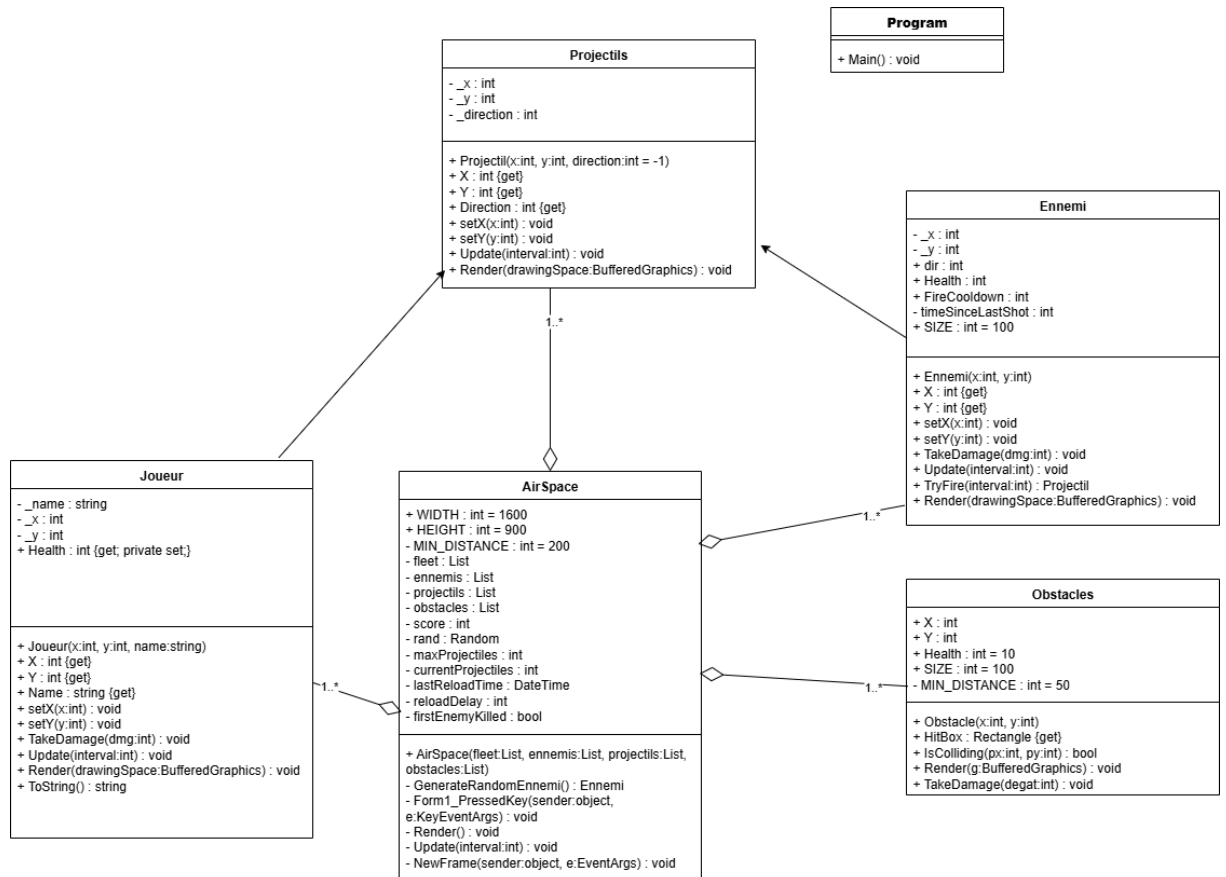 Program
+ Main() : void
Projectils
- _x : int
- _y : int
- _direction : int
+ Projectil(x:int, y:int, direction:int = -1)
+ X : int {get}
+ Y : int {get}
+ Direction : int {get}
+ setX(x:int) : void
+ setY(y:int) : void
+ Update(interval:int) : void
+ Render(drawingSpace:BufferedGraphics) : void
Ennemi
- _x : int
- _y : int
+ dir : int
+ Health : int
+ FireCooldown : int
- timeSinceLastShot : int
+ SIZE : int = 100
+ Ennemi(x:int, y:int)
+ X : int {get}
+ Y : int {get}
+ setX(x:int) : void
+ setY(y:int) : void
+ TakeDamage(dmg:int) : void
+ Update(interval:int) : void
+ TryFire(interval:int) : Projectil
+ Render(drawingSpace:BufferedGraphics) : void
1..*
Joueur
- _name : string
- _x : int
- _y : int
+ Health : int {get; private set;}
+ Joueur(x:int, y:int, name:string)
+ X : int {get}
+ Y : int {get}
+ Name : string {get}
+ setX(x:int) : void
+ setY(y:int) : void
+ TakeDamage(dmg:int) : void
+ Update(interval:int) : void
+ Render(drawingSpace:BufferedGraphics) : void
+ ToString() : string
1..*
AirSpace
+ WIDTH : int = 1600
+ HEIGHT : int = 900
- MIN_DISTANCE : int = 200
- fleet : List
- ennemis : List
- projectils : List
- obstacles : List
- score : int
- rand : Random
- maxProjectiles : int
- currentProjectiles : int
- lastReloadTime : DateTime
- reloadDelay : int
- firstEnemyKilled : bool
+ AirSpace(fleet:List, ennemis:List, projectils:List,
obstacles:List)
- GenerateRandomEnnemi() : Ennemi
- Form1_PressedKey(sender:object,
e:KeyEventArgs) : void
- Render() : void
- Update(interval:int) : void
- NewFrame(sender:object, e:EventArgs) : void
1..*
Obstacles
+ X : int
+ Y : int
+ Health : int = 10
+ SIZE : int = 100
- MIN_DISTANCE : int = 50
+ Obstacle(x:int, y:int)
+ HitBox : Rectangle {get}
+ IsColliding(px:int, py:int) : bool
+ Render(g:BufferedGraphics) : void
+ TakeDamage(degat:int) : void
1..*